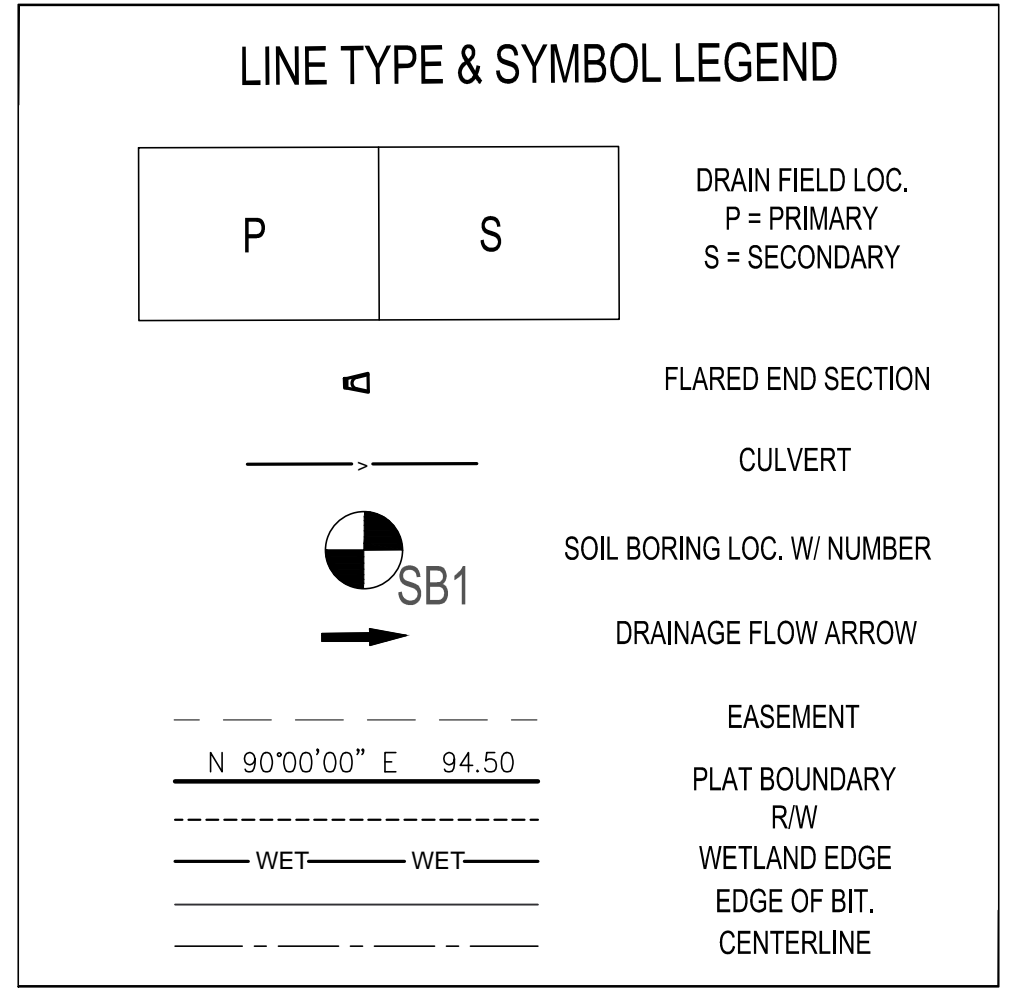 LINE TYPE & SYMBOL LEGEND
P
S
DRAIN FIELD LOC.
P = PRIMARY
S = SECONDARY
FLARED END SECTION
>
CULVERT
SB1
SOIL BORING LOC. W/ NUMBER
DRAINAGE FLOW ARROW
EASEMENT
N 90°00'00" E 94.50
PLAT BOUNDARY
R/W
WET WET
WETLAND EDGE
EDGE OF BIT.
CENTERLINE